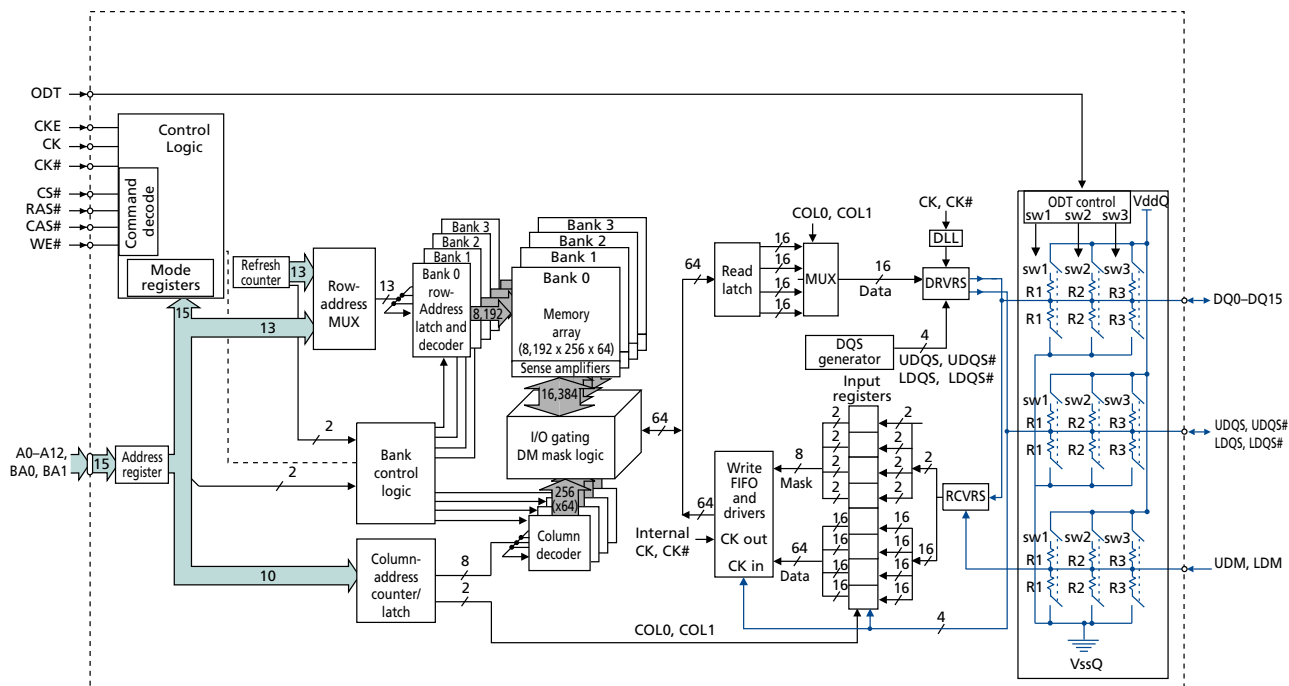 ODT
CKE
CK
CK#
CS#
RAS#
CAS#
WE#
Control
Logic
Command
decode
Mode
registers
15
Refresh
counter
13
13
Row-
address
MUX
13
Bank 3
Bank 2
Bank 1
Bank 0
row-
Address
latch and
decoder
8,192
Bank 3
Bank 2
Bank 1
Bank 0
Memory
array
(8,192 x 256 x 64)
Sense amplifiers
16,384
I/O gating
DM mask logic
64
A0–A12,
BA0, BA1
15
Address
register
2
2
Bank
control
logic
256
(x64)
Column
decoder
10
Column-
address
counter/
latch
8
2
COL0, COL1
64
Read
latch
16
16
16
16
COL0, COL1
MUX
16
Data
CK, CK#
DLL
DRVRS
DQS
generator
4
UDQS, UDQS#
LDQS, LDQS#
Input
registers
64
Internal
CK, CK#
Write
FIFO
and
drivers
CK out
CK in
8
Mask
64
Data
2
2
2
2
16
16
16
16
2
2
2
2
16
16
16
16
2
16
RCVRS
4
ODT control
sw1 sw2 sw3
VddQ
sw1 sw2 sw3
R1 R2 R3
R1 R2 R3
sw1 sw2 sw3
R1 R2 R3
R1 R2 R3
sw1 sw2 sw3
R1 R2 R3
R1 R2 R3
VssQ
DQ0–DQ15
UDQS, UDQS#
LDQS, LDQS#
UDM, LDM